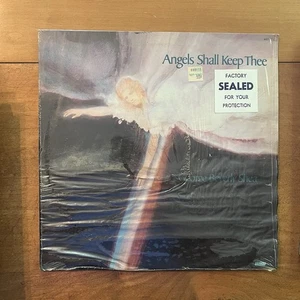 Angels Shall Keep Thee
FACTORY
SEALED
FOR YOUR
PROTECTION